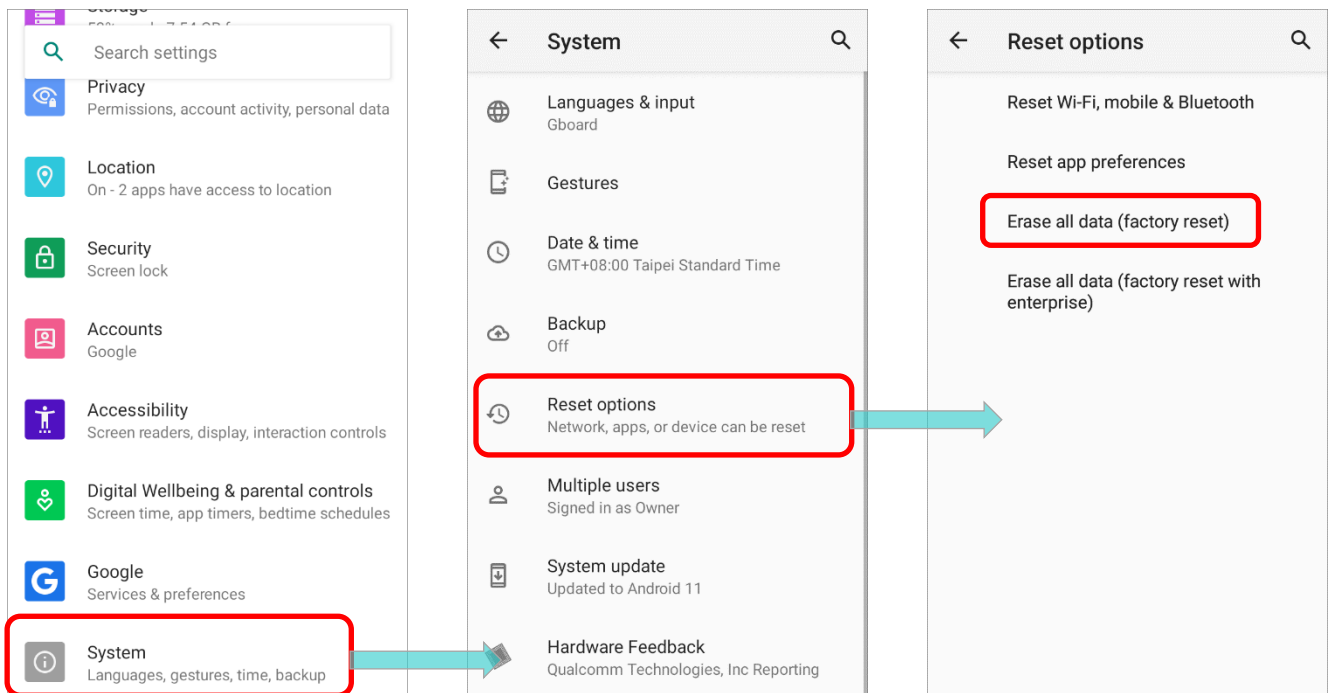 Search settings
Privacy
Permissions, account activity, personal data
Location
On - 2 apps have access to location
Security
Screen lock
Accounts
Google
Accessibility
Screen readers, display, interaction controls
Digital Wellbeing & parental controls
Screen time, app timers, bedtime schedules
Google
Services & preferences
System
Languages, gestures, time, backup
System
Languages & input
Gboard
Gestures
Date & time
GMT+08:00 Taipei Standard Time
Backup
Off
Reset options
Network, apps, or device can be reset
Multiple users
Signed in as Owner
System update
Updated to Android 11
Hardware Feedback
Qualcomm Technologies, Inc Reporting
Reset options
Reset Wi-Fi, mobile & Bluetooth
Reset app preferences
Erase all data (factory reset)
Erase all data (factory reset with
enterprise)